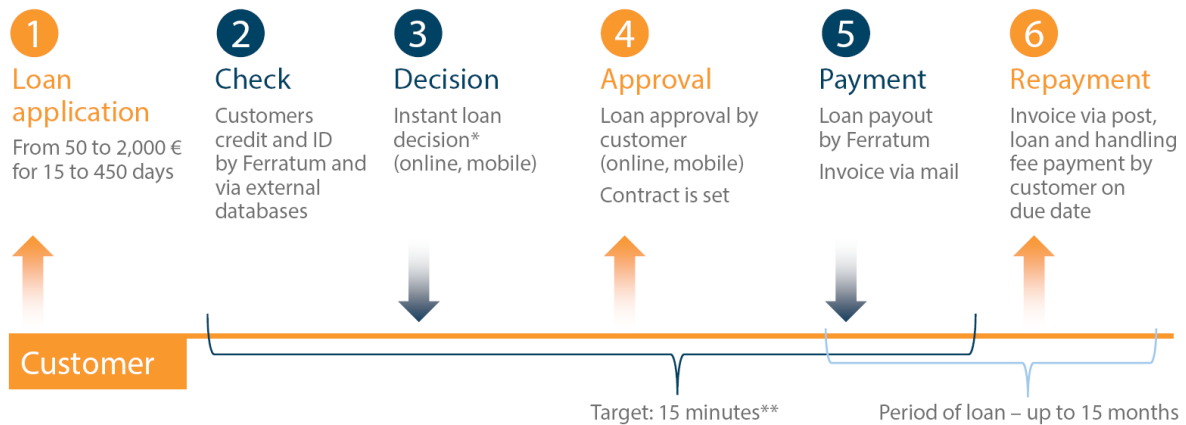 1
Loan
application
From 50 to 2,000 €
for 15 to 450 days
2
Check
Customers
credit and ID
by Ferratum and
via external
databases
3
Decision
Instant loan
decision*
(online, mobile)
4
Approval
Loan approval by
customer
(online, mobile)
Contract is set
5
Payment
Loan payout
by Ferratum
Invoice via mail
6
Repayment
Invoice via post,
loan and handling
fee payment by
customer on
due date
Customer
Target: 15 minutes**
Period of loan – up to 15 months